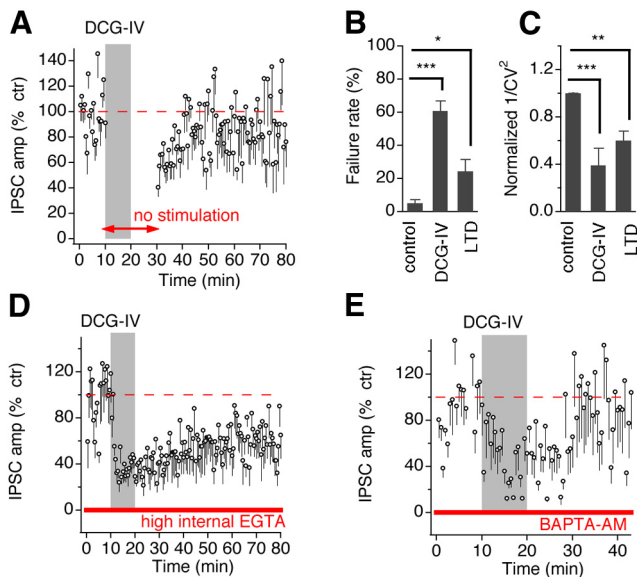 A
DCG-IV
IPSC amp (% ctr)
140
120
100
80
60
40
20
0
no stimulation
0 10 20 30 40 50 60 70 80
Time (min)
B
Failure rate (%)
100
80
60
40
20
0
*
***
control
DCG-IV
LTD
C
Normalized 1/CV²
1.0
0.4
0.0
**
***
control
DCG-IV
LTD
D
DCG-IV
IPSC amp (% ctr)
120
80
40
0
high internal EGTA
0 10 20 30 40 50 60 70 80
Time (min)
E
DCG-IV
IPSC amp (% ctr)
120
80
40
0
BAPTA-AM
0 10 20 30 40
Time (min)